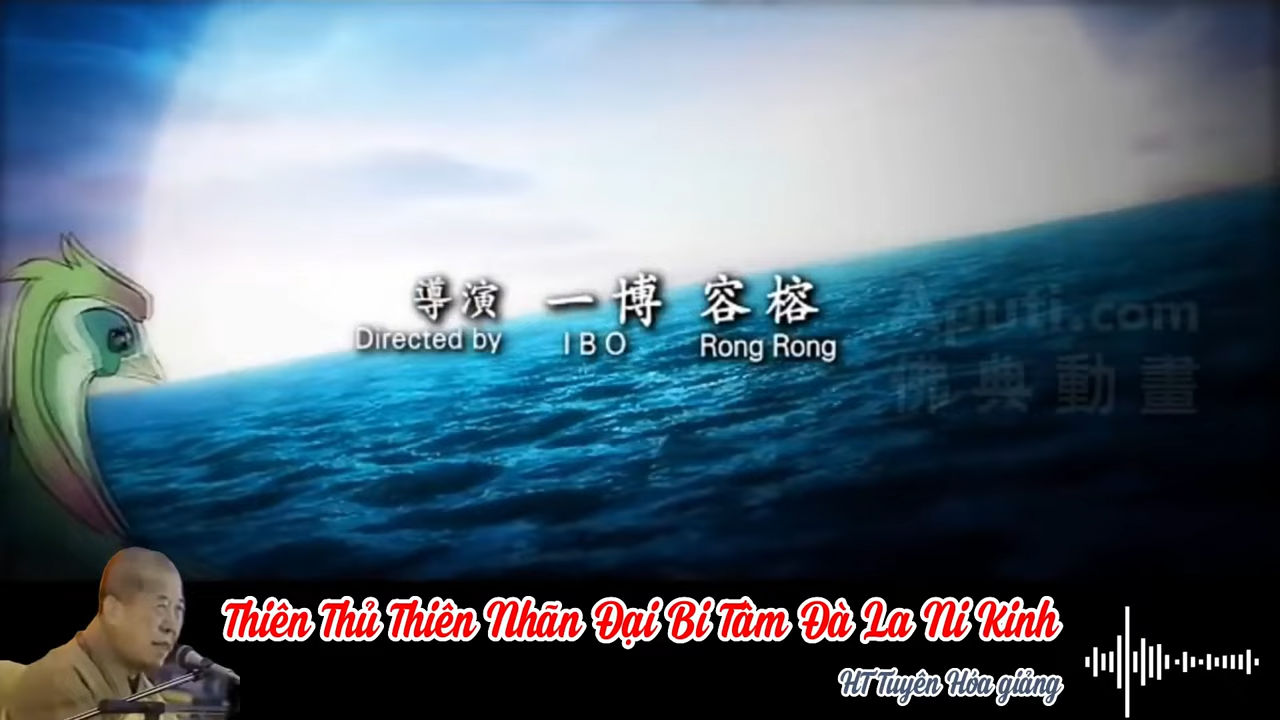 導演 一博 容榕
Directed by IBO Rong Rong
puti.com
佛典動畫
Thiên Thủ Thiên Nhãn Đại Bi Tâm Đà La Ni Kinh
HT Tuyên Hóa giảng